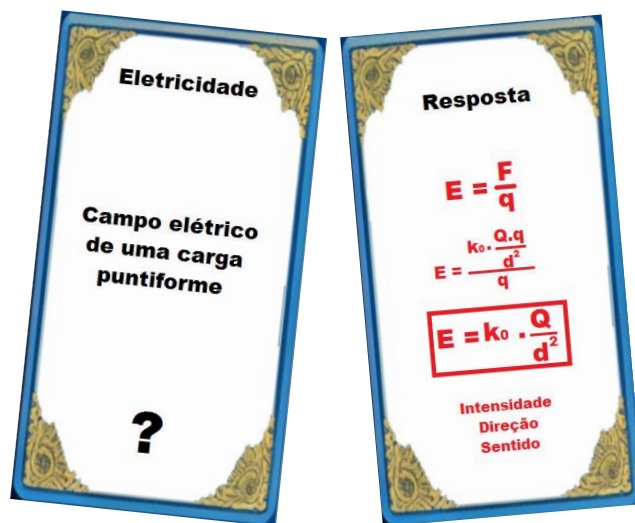 Eletricidade
Campo elétrico
de uma carga
puntiforme
?
Resposta
E = F/q
E = k₀.Q.q/d²/q
E = k₀ . Q/d²
Intensidade
Direção
Sentido